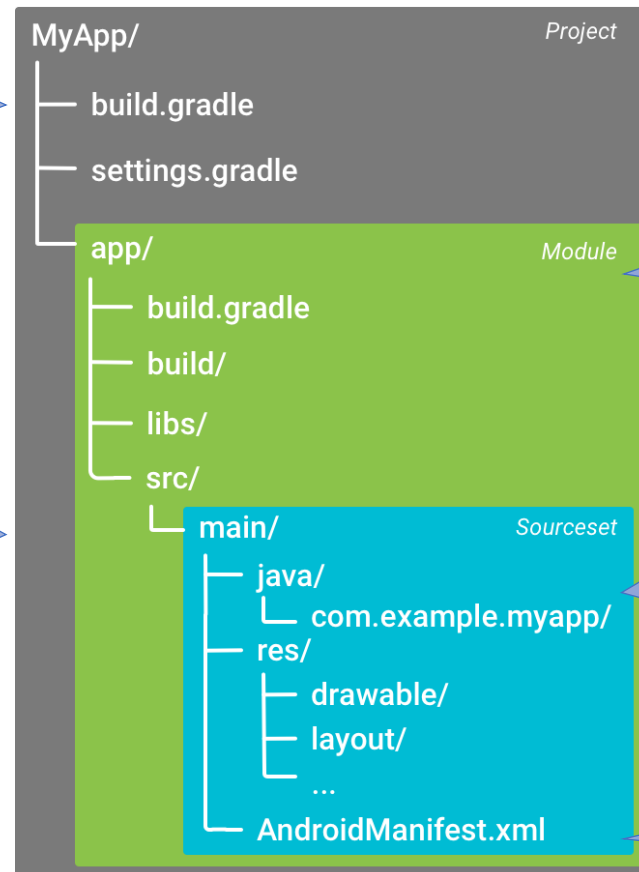 MyApp/ Project
build.gradle
settings.gradle
app/ Module
build.gradle
build/
libs/
src/
main/ Sourceset
java/
com.example.myapp/
res/
drawable/
layout/
...
AndroidManifest.xml